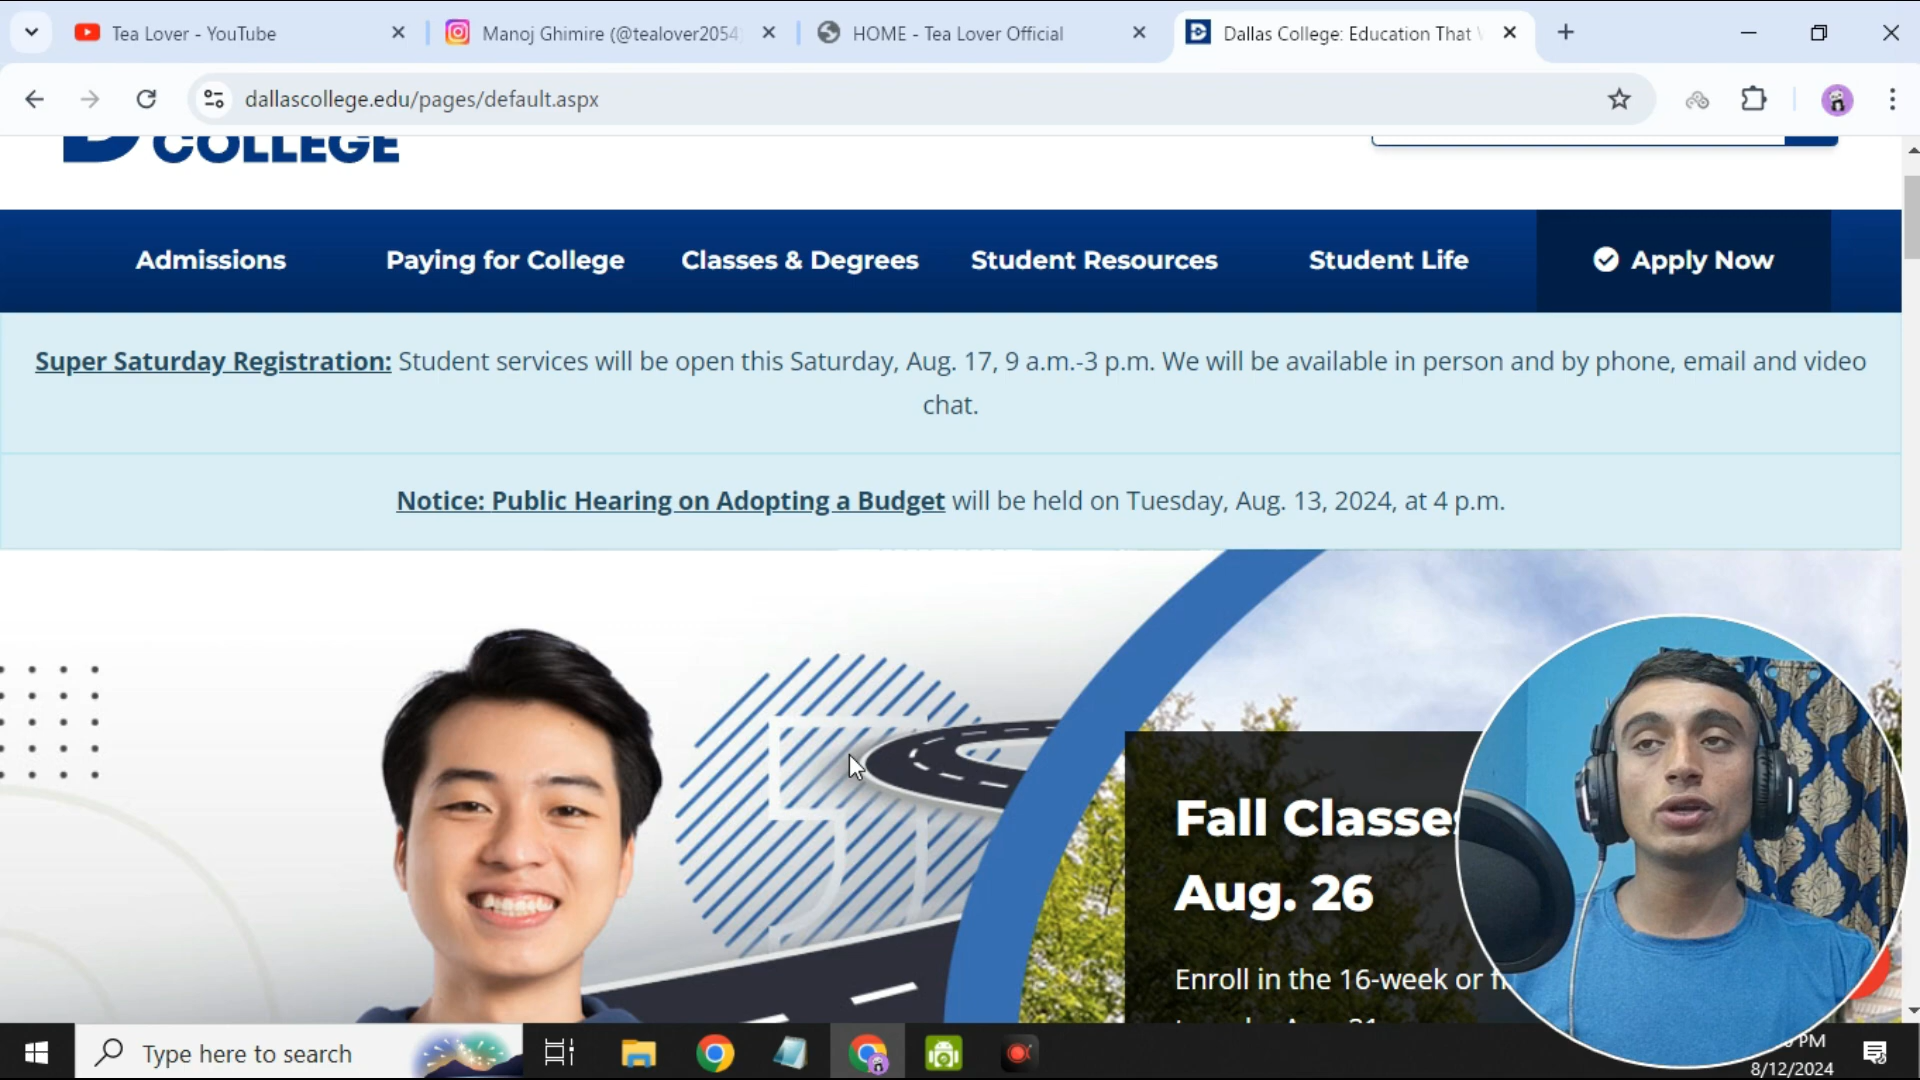 Tea Lover - YouTube
Manoj Ghimire (@tealover2054
HOME - Tea Lover Official
Dallas College: Education That
dallascollege.edu/pages/default.aspx
COLLEGE
Admissions
Paying for College
Classes & Degrees
Student Resources
Student Life
Apply Now
Super Saturday Registration: Student services will be open this Saturday, Aug. 17, 9 a.m.-3 p.m. We will be available in person and by phone, email and video
chat.
Notice: Public Hearing on Adopting a Budget will be held on Tuesday, Aug. 13, 2024, at 4 p.m.
Fall Classes
Aug. 26
Enroll in the 16-week or
Type here to search
PM
8/12/2024